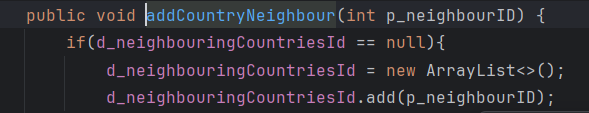 public void addCountryNeighbour(int p_neighbourID) {
if(d_neighbouringCountriesId == null){
d_neighbouringCountriesId = new ArrayList<>();
d_neighbouringCountriesId.add(p_neighbourID);